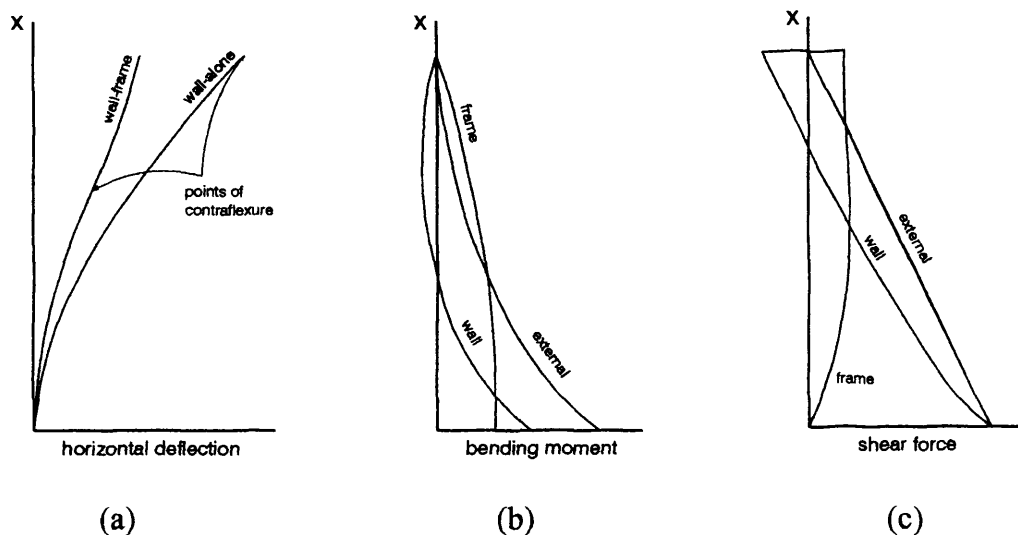 X
wall-frame
wall-alone
points of
contraflexure
horizontal deflection
(a)
X
frame
wall
external
bending moment
(b)
X
external
wall
frame
shear force
(c)